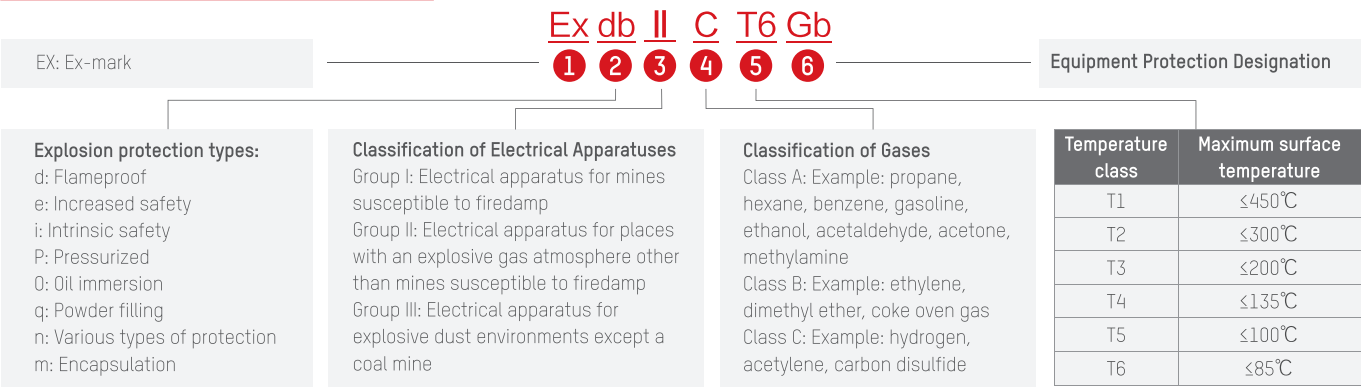 Ex db II C T6 Gb
1 2 3 4 5 6
EX: Ex-mark
Equipment Protection Designation
Explosion protection types:
d: Flameproof
e: Increased safety
i: Intrinsic safety
P: Pressurized
O: Oil immersion
q: Powder filling
n: Various types of protection
m: Encapsulation
Classification of Electrical Apparatuses
Group I: Electrical apparatus for mines
susceptible to firedamp
Group II: Electrical apparatus for places
with an explosive gas atmosphere other
than mines susceptible to firedamp
Group III: Electrical apparatus for
explosive dust environments except a
coal mine
Classification of Gases
Class A: Example: propane,
hexane, benzene, gasoline,
ethanol, acetaldehyde, acetone,
methylamine
Class B: Example: ethylene,
dimethyl ether, coke oven gas
Class C: Example: hydrogen,
acetylene, carbon disulfide
Temperature class Maximum surface temperature
T1 ≤450℃
T2 ≤300℃
T3 ≤200℃
T4 ≤135℃
T5 ≤100℃
T6 ≤85℃